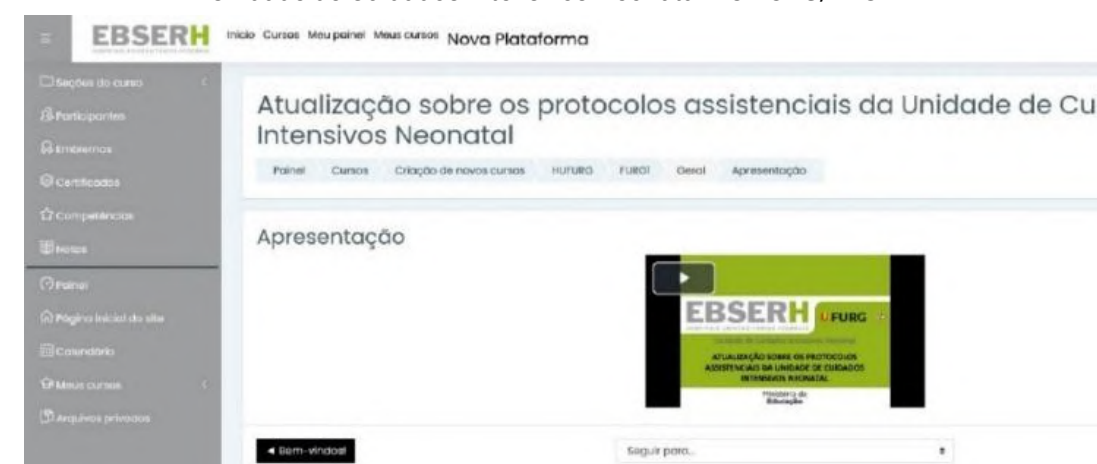 EBSERH
Início Cursos Meu painel Meus cursos Nova Plataforma
Seções do curso
Participantes
Emblemas
Certificados
Competências
Notas
Painel
Página inicial do site
Calendário
Meus cursos
Arquivos privados
Atualização sobre os protocolos assistenciais da Unidade de Cu
Intensivos Neonatal
Painel Cursos Criação de novos cursos HUFURG FURG1 Geral Apresentação
Apresentação
EBSERH
UFURG
ATUALIZAÇÃO SOBRE OS PROTOCOLOS
ASSISTENCIAIS DA UNIDADE DE CUIDADOS
INTENSIVOS NEONATAL
Ministério da
Educação
◄ Bem-vindos!
Seguir para...